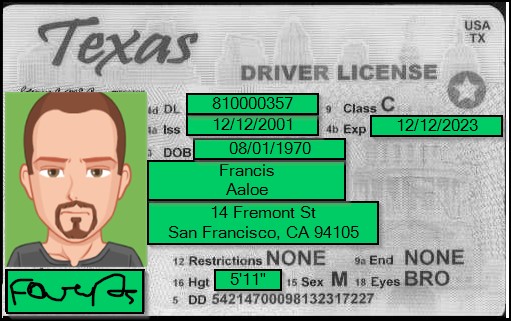 Texas
USA
TX
DRIVER LICENSE
4d DL 810000357 9 Class C
4a Iss 12/12/2001 4b Exp 12/12/2023
3 DOB 08/01/1970
Francis
Aaloe
14 Fremont St
San Francisco, CA 94105
12 Restrictions NONE 9a End NONE
16 Hgt 5'11" 15 Sex M 18 Eyes BRO
5 DD 54214700098132317227